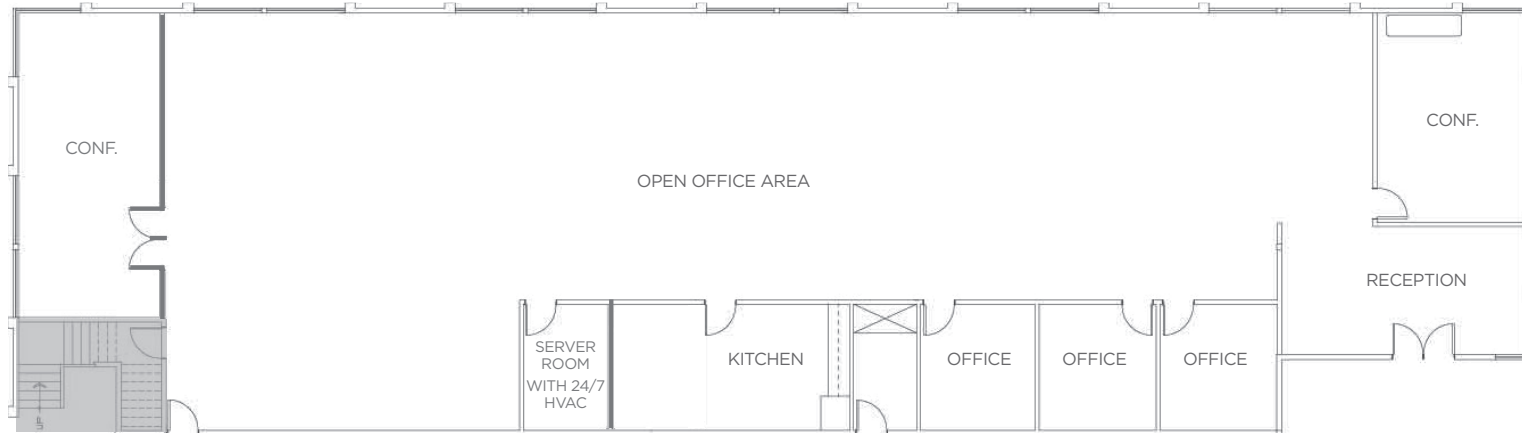 CONF.
CONF.
OPEN OFFICE AREA
RECEPTION
SERVER
ROOM
WITH 24/7
HVAC
KITCHEN
OFFICE
OFFICE
OFFICE
UP